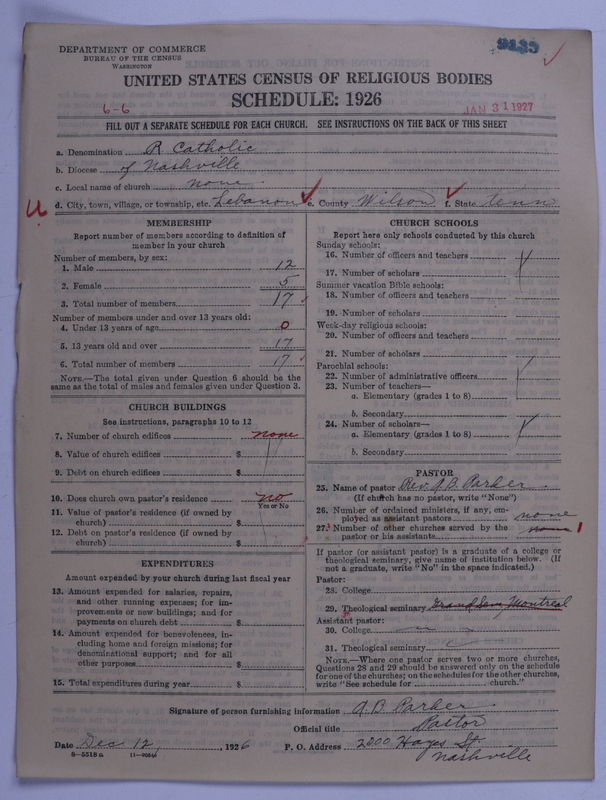 DEPARTMENT OF COMMERCE
BUREAU OF THE CENSUS
WASHINGTON
UNITED STATES CENSUS OF RELIGIOUS BODIES
SCHEDULE: 1926
6-6
JAN 31 1927
FILL OUT A SEPARATE SCHEDULE FOR EACH CHURCH. SEE INSTRUCTIONS ON THE BACK OF THIS SHEET
a. Denomination R Catholic
b. Diocese of Nashville
c. Local name of church none
d. City, town, village, or township, etc. Lebanon e. County Wilson f. State Tenn
MEMBERSHIP
Report number of members according to definition of member in your church
Number of members, by sex:
1. Male 12
2. Female 5
3. Total number of members 17
Number of members under and over 13 years old:
4. Under 13 years of age 0
5. 13 years old and over 17
6. Total number of members 17
NOTE.—The total given under Question 6 should be the same as the total of males and females given under Question 3.
CHURCH BUILDINGS
See instructions, paragraphs 10 to 12
7. Number of church edifices none
8. Value of church edifices $
9. Debt on church edifices $
10. Does church own pastor's residence no
Yes or No
11. Value of pastor's residence (if owned by church) $
12. Debt on pastor's residence (if owned by church) $
EXPENDITURES
Amount expended by your church during last fiscal year
13. Amount expended for salaries, repairs, and other running expenses; for improvements or new buildings; and for payments on church debt $
14. Amount expended for benevolences, including home and foreign missions; for denominational support; and for all other purposes $
15. Total expenditures during year $
CHURCH SCHOOLS
Report here only schools conducted by this church
Sunday schools:
16. Number of officers and teachers
17. Number of scholars
Summer vacation Bible schools:
18. Number of officers and teachers
19. Number of scholars
Week-day religious schools:
20. Number of officers and teachers
21. Number of scholars
Parochial schools:
22. Number of administrative officers
23. Number of teachers—
a. Elementary (grades 1 to 8)
b. Secondary
24. Number of scholars—
a. Elementary (grades 1 to 8)
b. Secondary
PASTOR
25. Name of pastor Rev. A. B. Parker
(If church has no pastor, write "None")
26. Number of ordained ministers, if any, employed as assistant pastors none
27. Number of other churches served by the pastor or his assistants none 1
If pastor (or assistant pastor) is a graduate of a college or theological seminary, give name of institution below. (If not a graduate, write "No" in the space indicated.)
Pastor:
28. College
29. Theological seminary Grand Sem Montreal
Assistant pastor:
30. College
31. Theological seminary
NOTE.—Where one pastor serves two or more churches, Questions 28 and 29 should be answered only on the schedule for one of the churches; on the schedules for the other churches, write "See schedule for church."
Signature of person furnishing information A. B. Parker
Official title Pastor
Date Dec 12, 1926 P. O. Address 2200 Hayes St.
Nashville
8—5518 a